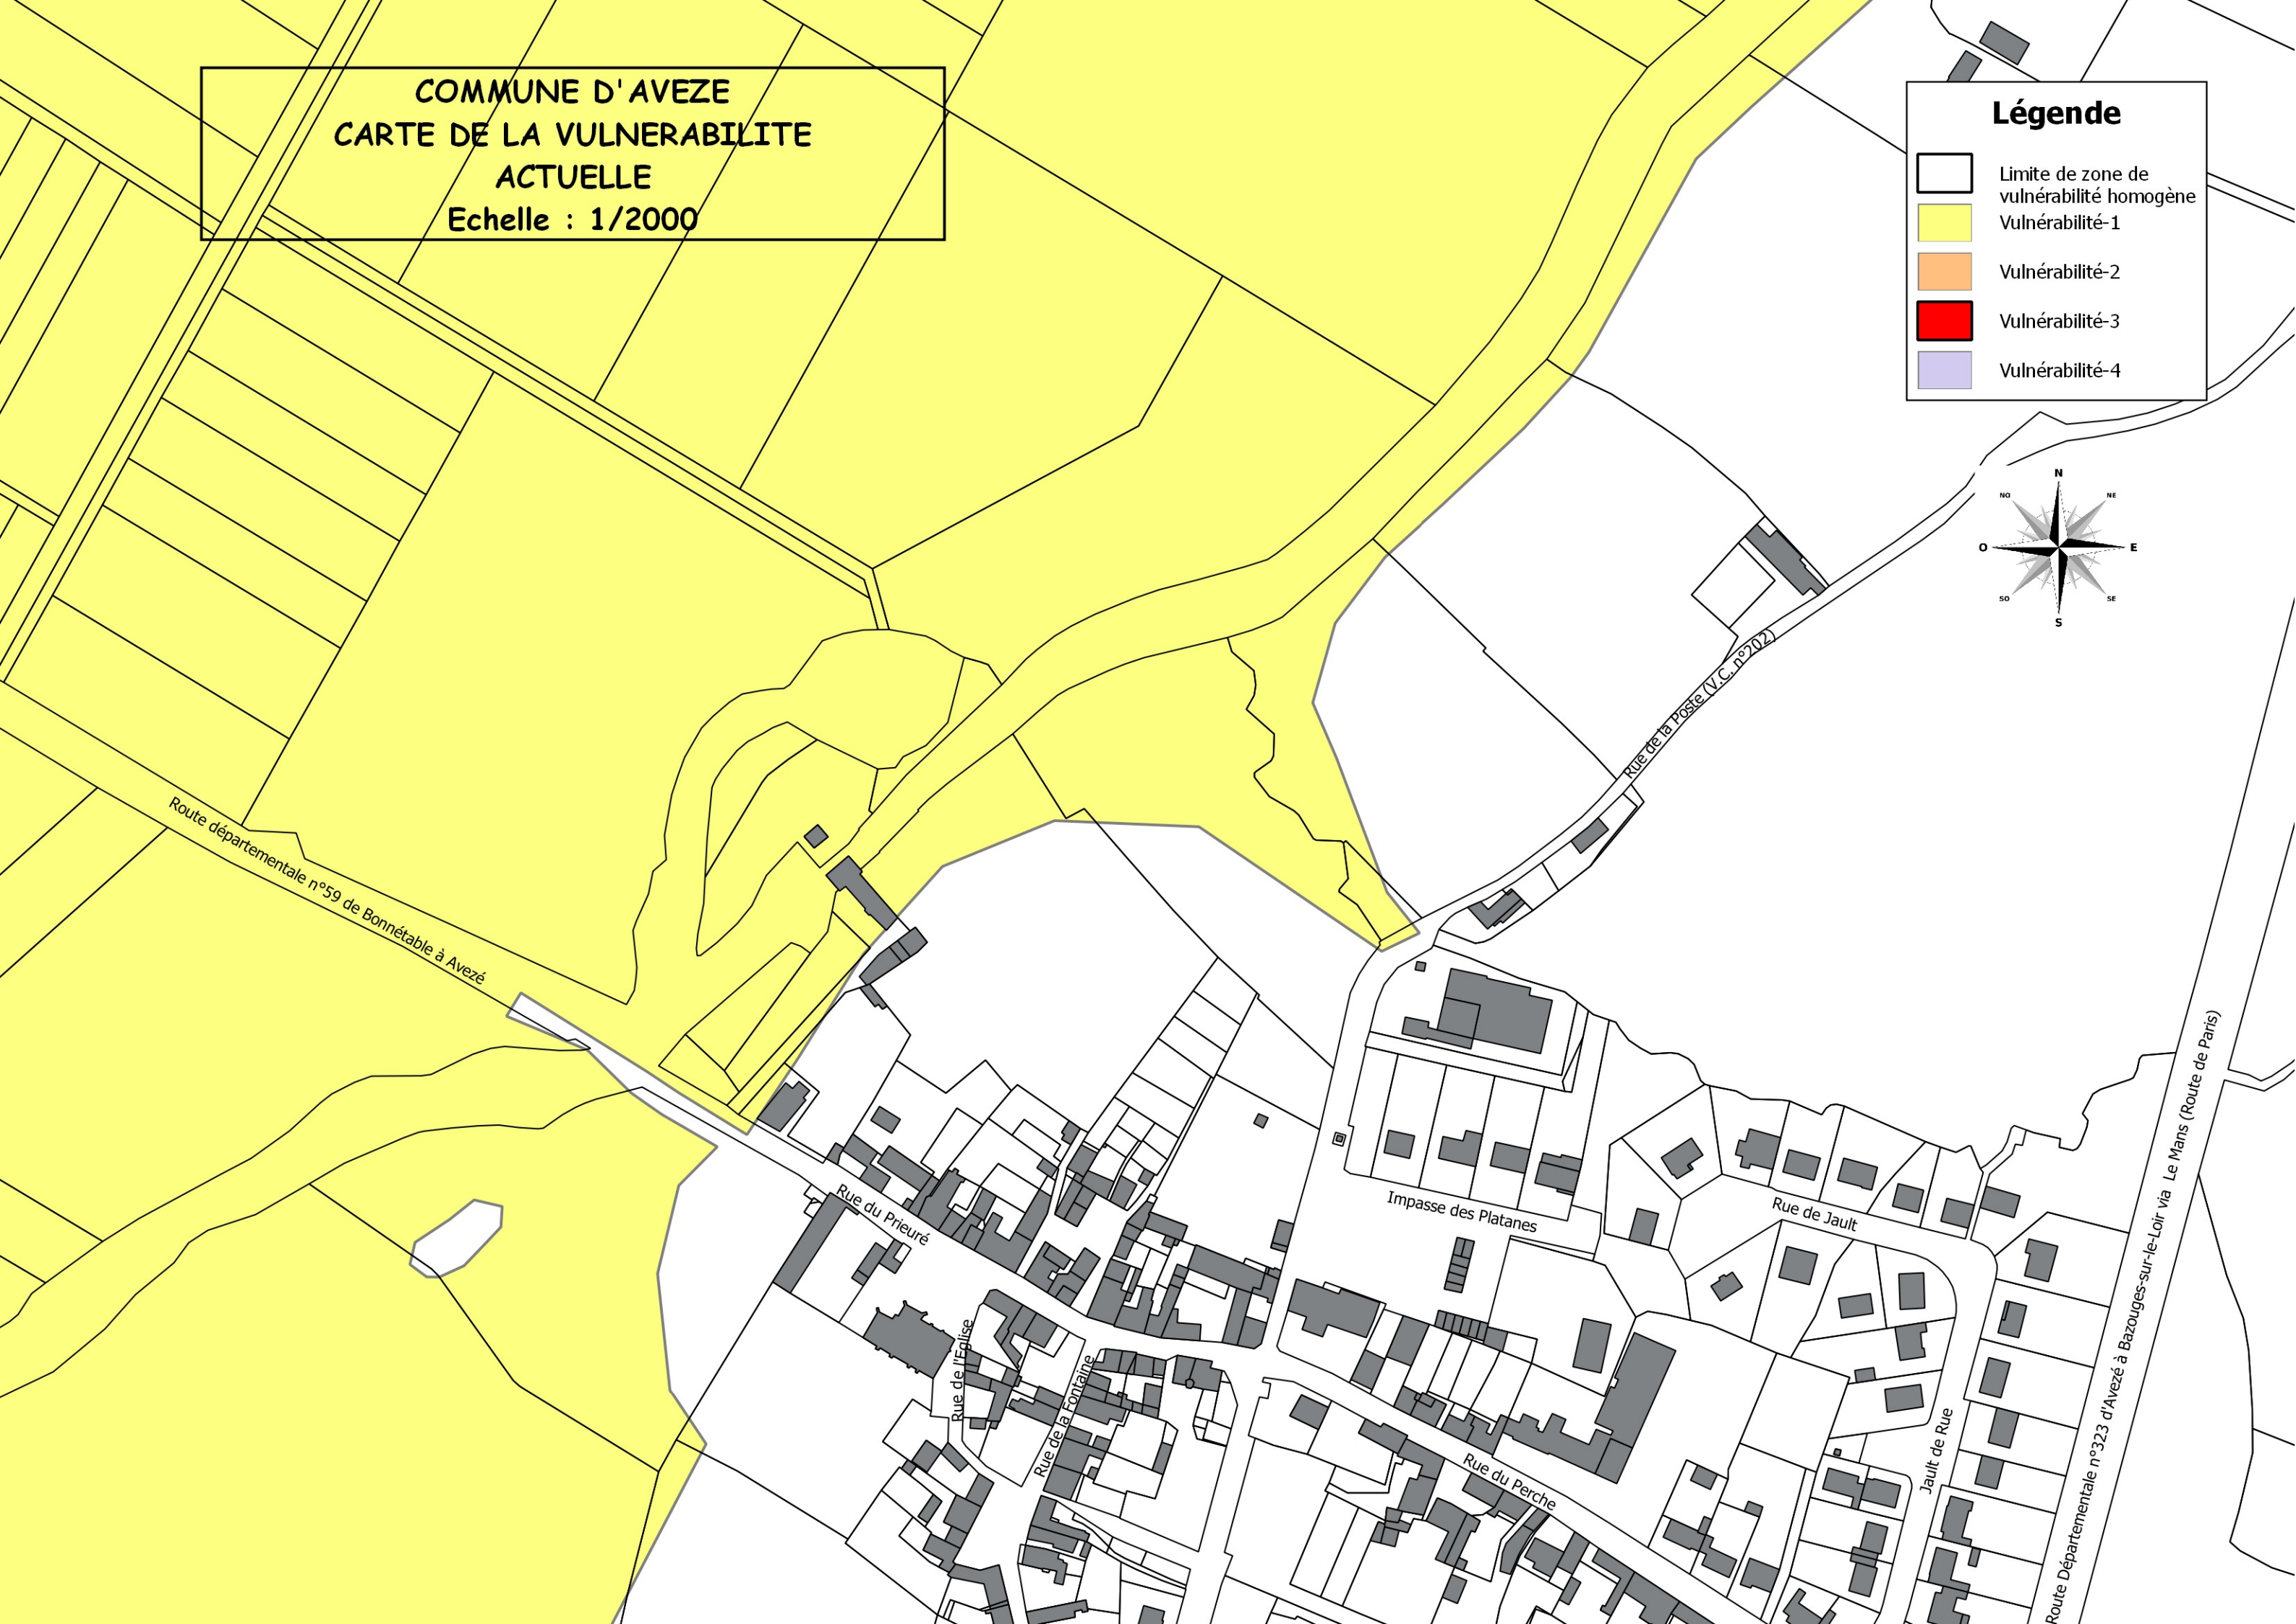 COMMUNE D'AVEZE
CARTE DE LA VULNERABILITE
ACTUELLE
Echelle : 1/2000
Légende
Limite de zone de
vulnérabilité homogène
Vulnérabilité-1
Vulnérabilité-2
Vulnérabilité-3
Vulnérabilité-4
N
NO
NE
O
E
SO
SE
S
Rue de la Poste (V.C. n°202)
Route départementale n°59 de Bonnétable à Avezé
Rue du Prieuré
Impasse des Platanes
Rue de Jault
Route Départementale n°323 d'Avezé à Bazouges-sur-le-Loir via Le Mans (Route de Paris)
Rue de l'Eglise
Rue de la Fontaine
Rue du Perche
Jault de Rue